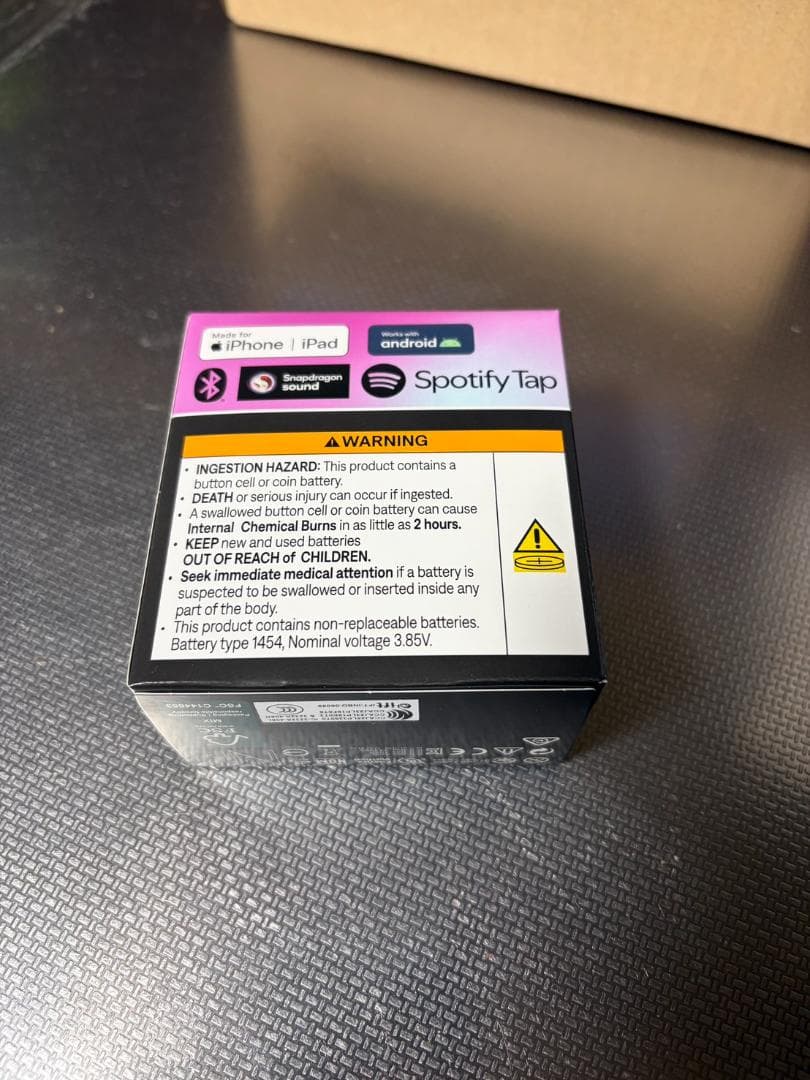 Made for
iPhone | iPad
Works with
android
Snapdragon
sound
Spotify Tap
WARNING
• INGESTION HAZARD: This product contains a
button cell or coin battery.
• DEATH or serious injury can occur if ingested.
• A swallowed button cell or coin battery can cause
Internal Chemical Burns in as little as 2 hours.
• KEEP new and used batteries
OUT OF REACH of CHILDREN.
• Seek immediate medical attention if a battery is
suspected to be swallowed or inserted inside any
part of the body.
• This product contains non-replaceable batteries.
Battery type 1454, Nominal voltage 3.85V.
MIX
FSC